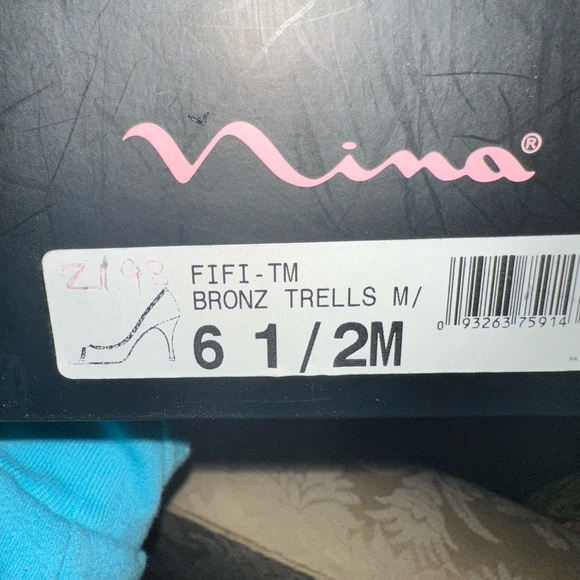 Nina®
FIFI-TM
BRONZ TRELLS M/
6 1/2M
0 93263 75914